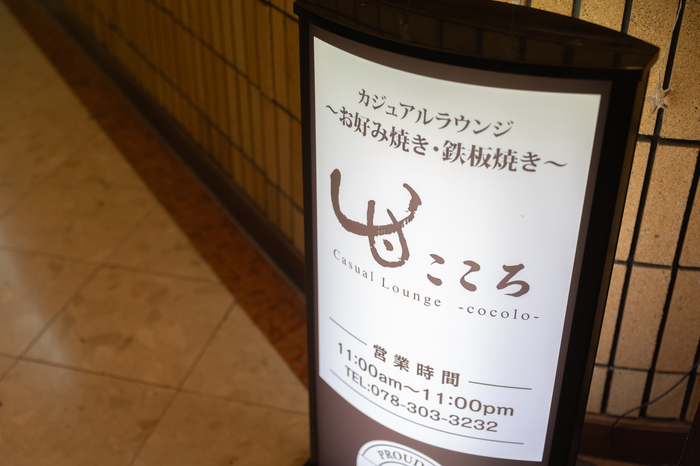 カジュアルラウンジ
～お好み焼き・鉄板焼き～
こころ
Casual Lounge -cocolo-
営業時間
11:00am～11:00pm
TEL:078-303-3232
PROUD